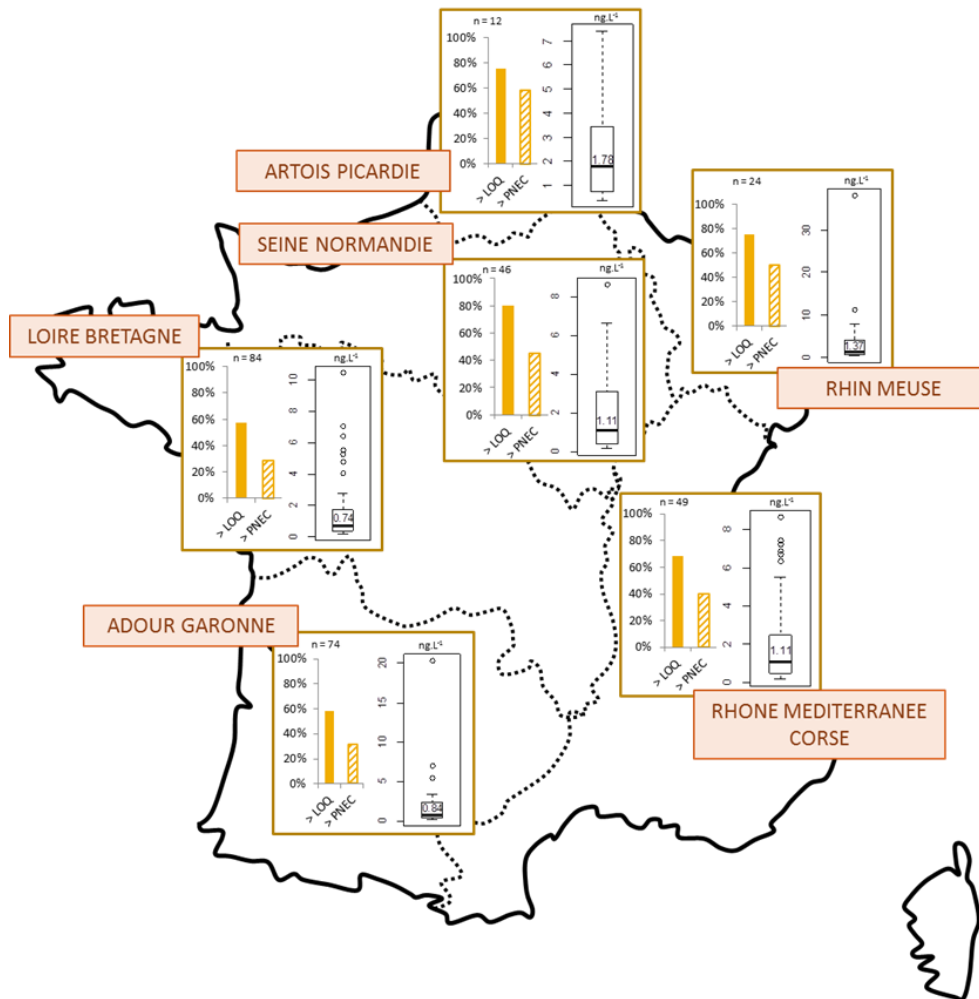 n = 12
ng.L-1
100%
80%
60%
40%
20%
0%
> LOQ
> PNEC
7
6
5
4
3
2
1
1.78
ARTOIS PICARDIE
n = 24
ng.L-1
100%
80%
60%
40%
20%
0%
> LOQ
> PNEC
30
20
10
0
1.37
RHIN MEUSE
SEINE NORMANDIE
n = 46
ng.L-1
100%
80%
60%
40%
20%
0%
> LOQ
> PNEC
8
6
4
2
0
1.11
LOIRE BRETAGNE
n = 84
ng.L-1
100%
80%
60%
40%
20%
0%
> LOQ
> PNEC
10
8
6
4
2
0
0.74
n = 49
ng.L-1
100%
80%
60%
40%
20%
0%
> LOQ
> PNEC
8
6
4
2
0
1.11
RHONE MEDITERRANEE
CORSE
ADOUR GARONNE
n = 74
ng.L-1
100%
80%
60%
40%
20%
0%
> LOQ
> PNEC
20
15
10
5
0
0.84